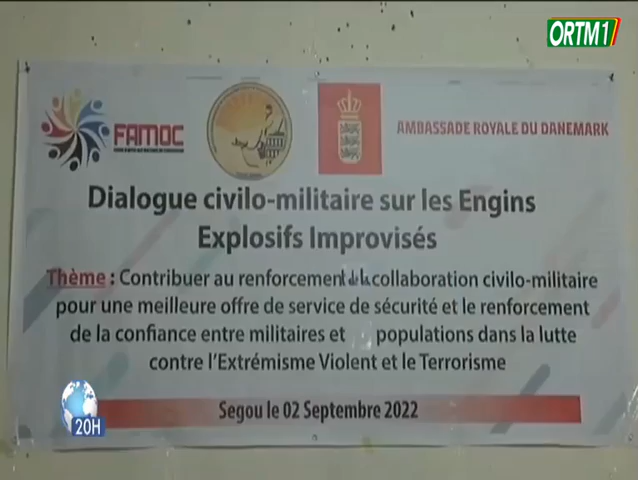 ORTM1
FAMOC
AMBASSADE ROYALE DU DANEMARK
Dialogue civilo-militaire sur les Engins
Explosifs Improvisés
Thème : Contribuer au renforcement de la collaboration civilo-militaire
pour une meilleure offre de service de sécurité et le renforcement
de la confiance entre militaires et populations dans la lutte
contre l'Extrémisme Violent et le Terrorisme
Segou le 02 Septembre 2022
20H